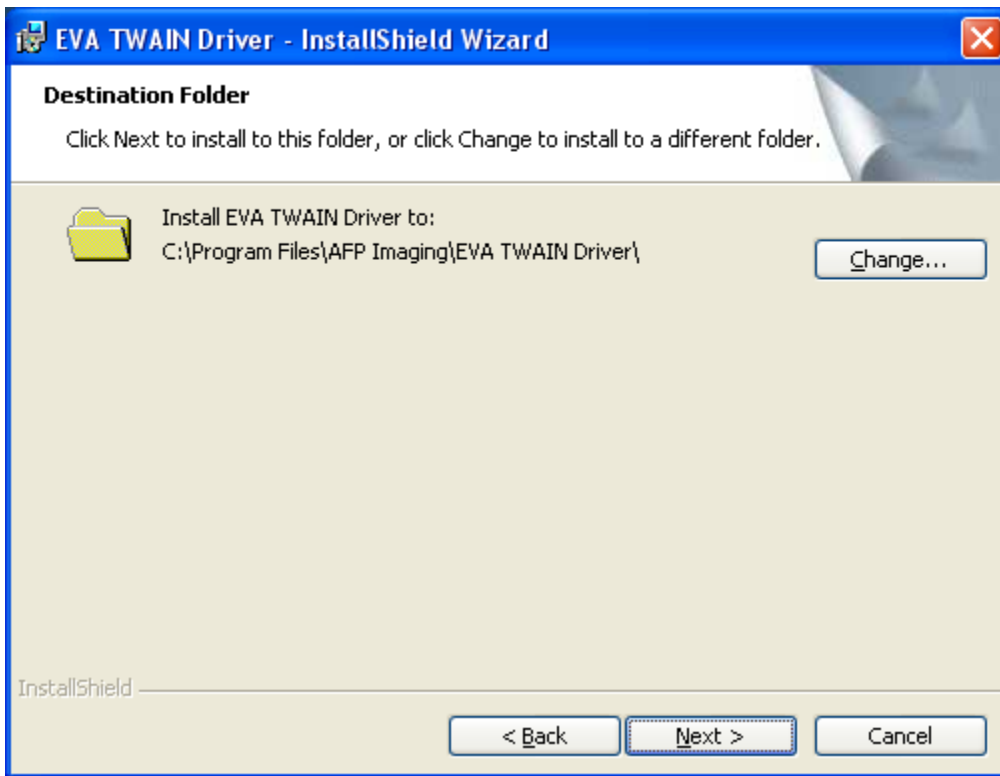 EVA TWAIN Driver - InstallShield Wizard
Destination Folder
Click Next to install to this folder, or click Change to install to a different folder.
Install EVA TWAIN Driver to:
C:\Program Files\AFP Imaging\EVA TWAIN Driver\
Change...
InstallShield
< Back
Next >
Cancel